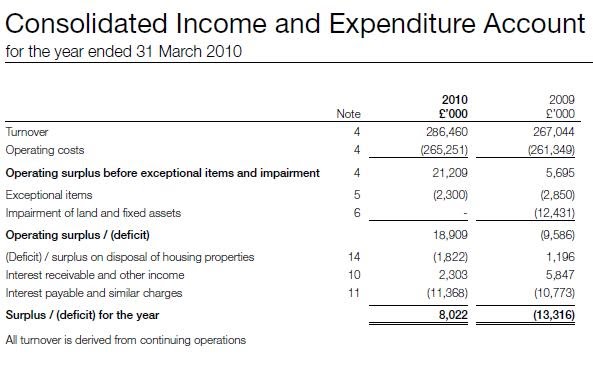 Consolidated Income and Expenditure Account
for the year ended 31 March 2010
2010 2009
Note £'000 £'000
Turnover 4 286,460 267,044
Operating costs 4 (265,251) (261,349)
Operating surplus before exceptional items and impairment 4 21,209 5,695
Exceptional items 5 (2,300) (2,850)
Impairment of land and fixed assets 6 - (12,431)
Operating surplus / (deficit) 18,909 (9,586)
(Deficit) / surplus on disposal of housing properties 14 (1,822) 1,196
Interest receivable and other income 10 2,303 5,847
Interest payable and similar charges 11 (11,368) (10,773)
Surplus / (deficit) for the year 8,022 (13,316)
All turnover is derived from continuing operations